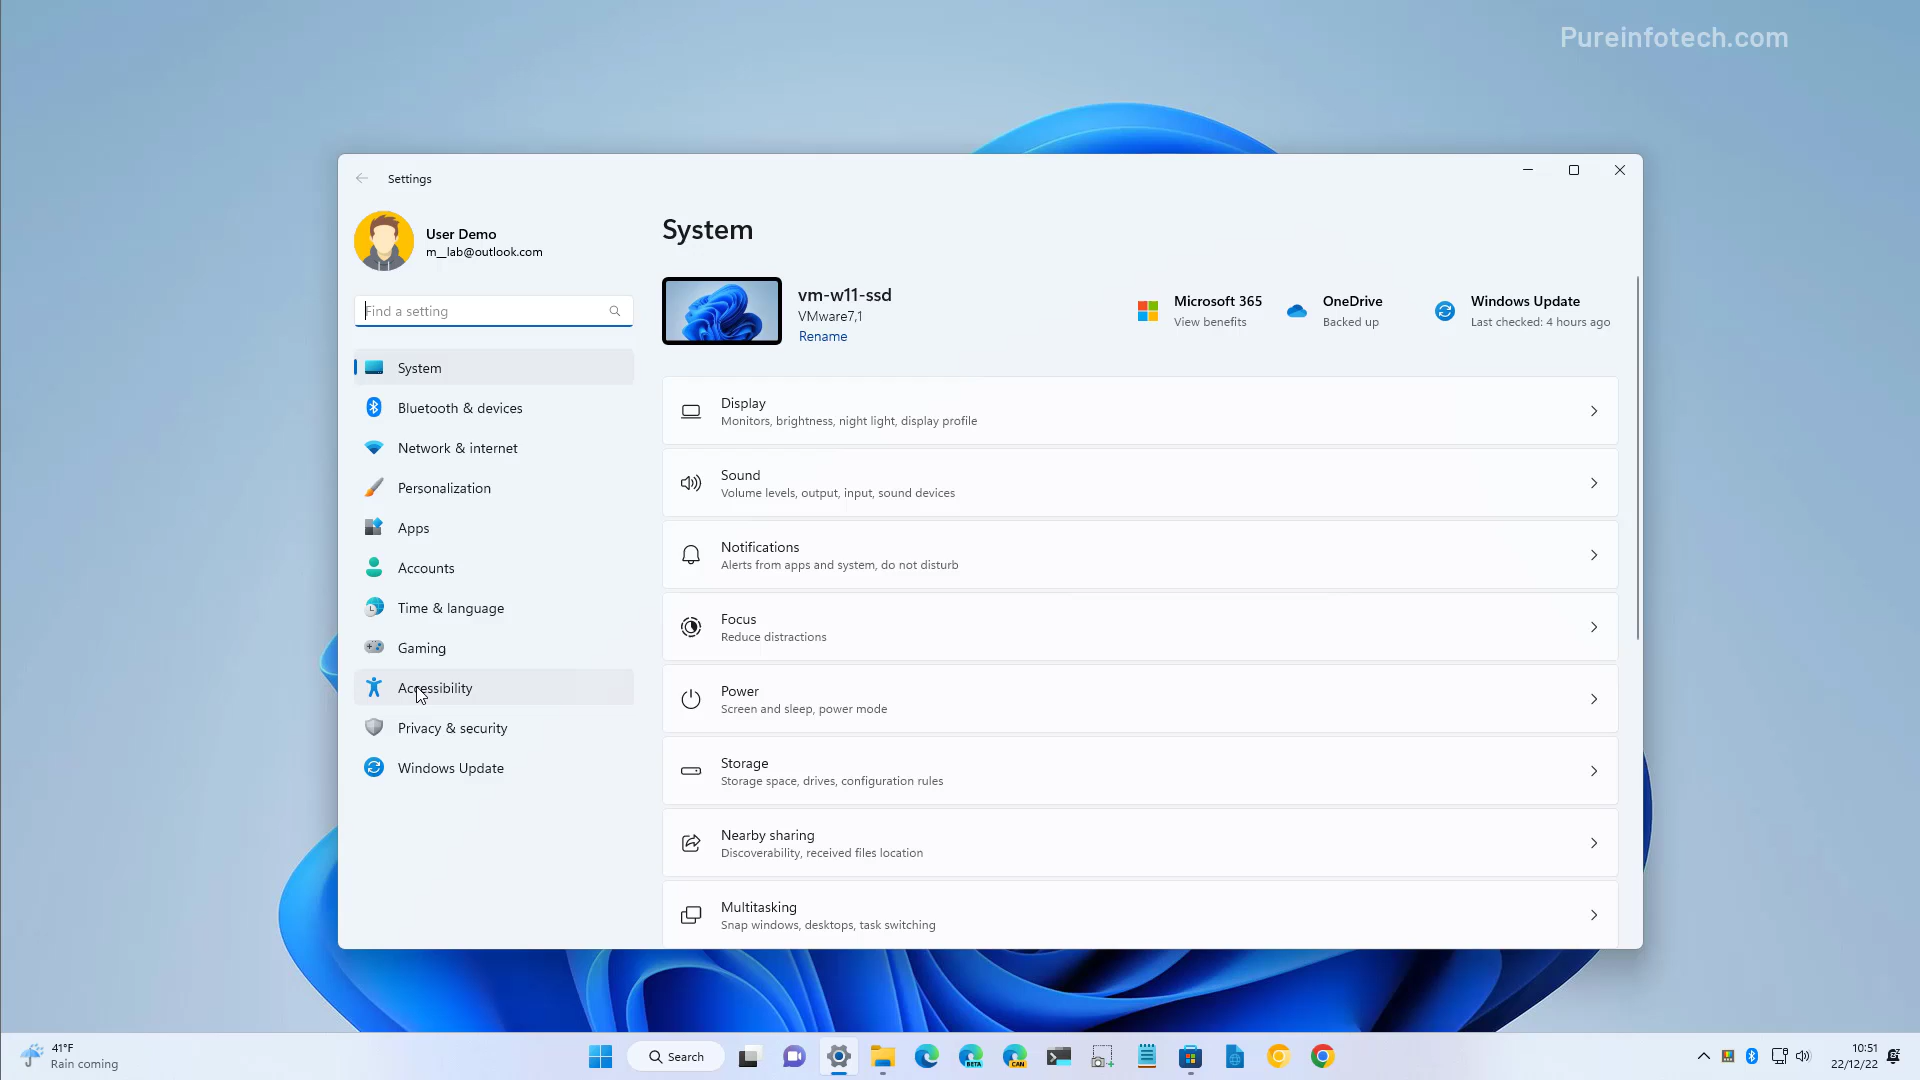 Pureinfotech.com
Settings
User Demo
m__lab@outlook.com
Find a setting
System
Bluetooth & devices
Network & internet
Personalization
Apps
Accounts
Time & language
Gaming
Accessibility
Privacy & security
Windows Update
System
vm-w11-ssd
VMware7,1
Rename
Microsoft 365
View benefits
OneDrive
Backed up
Windows Update
Last checked: 4 hours ago
Display
Monitors, brightness, night light, display profile
Sound
Volume levels, output, input, sound devices
Notifications
Alerts from apps and system, do not disturb
Focus
Reduce distractions
Power
Screen and sleep, power mode
Storage
Storage space, drives, configuration rules
Nearby sharing
Discoverability, received files location
Multitasking
Snap windows, desktops, task switching
41°F
Rain coming
Search
BETA
CAN
10:51
22/12/22